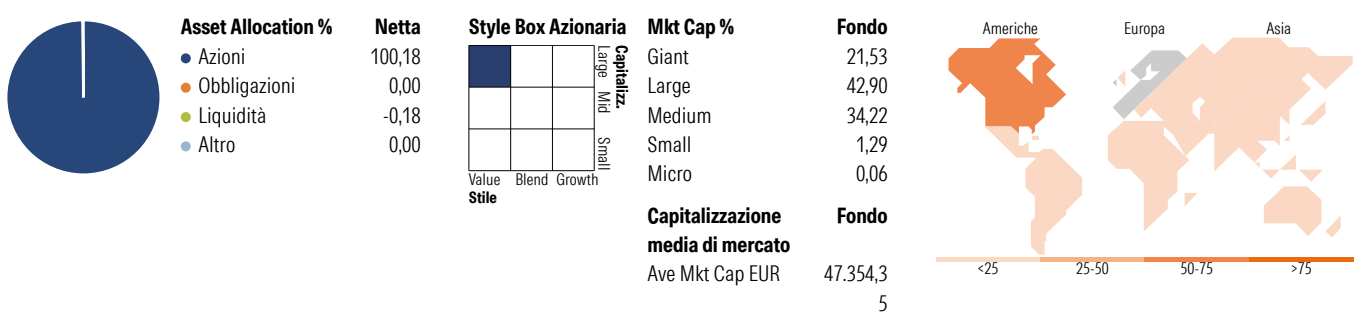 Asset Allocation % Netta
Azioni 100,18
Obbligazioni 0,00
Liquidità -0,18
Altro 0,00
Style Box Azionaria
Capitalizz.
Large Mid Small
Value Blend Growth
Stile
Mkt Cap % Fondo
Giant 21,53
Large 42,90
Medium 34,22
Small 1,29
Micro 0,06
Capitalizzazione Fondo
media di mercato
Ave Mkt Cap EUR 47.354,3
5
Americhe Europa Asia
<25 25-50 50-75 >75